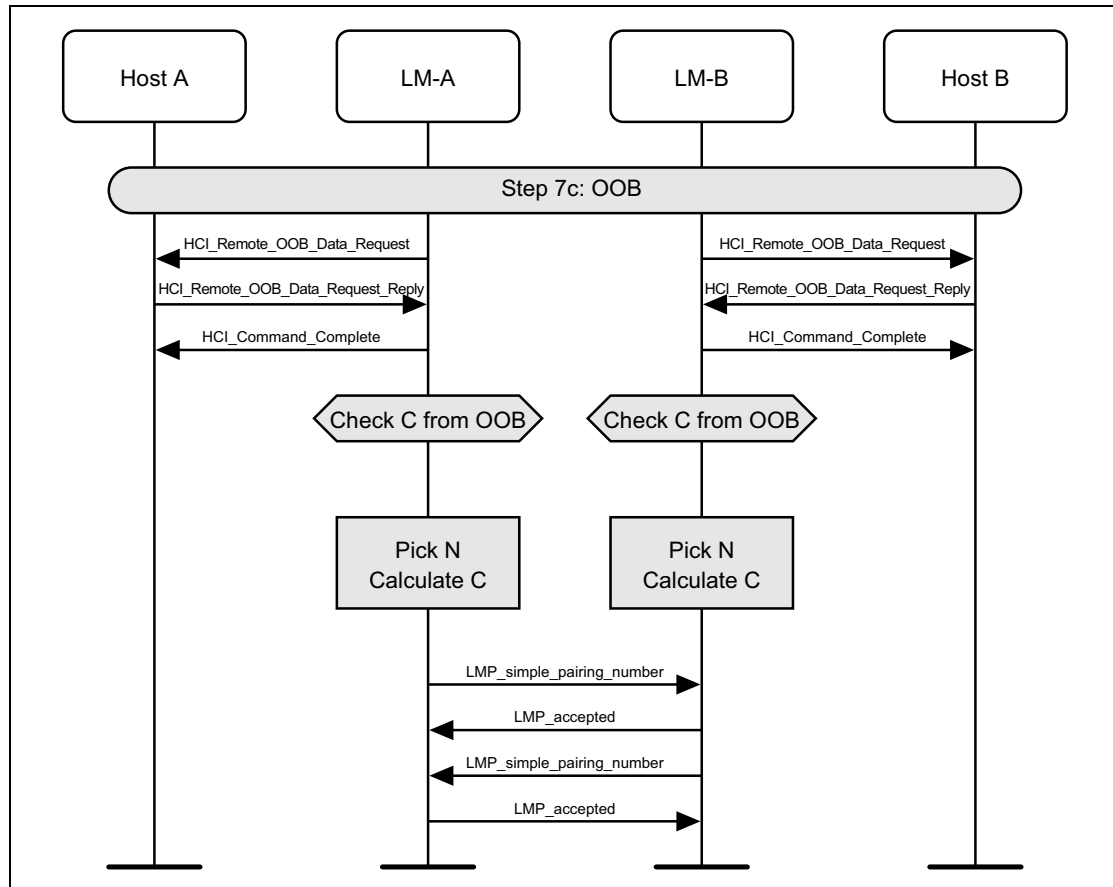 Host A
LM-A
LM-B
Host B
Step 7c: OOB
HCI_Remote_OOB_Data_Request
HCI_Remote_OOB_Data_Request
HCI_Remote_OOB_Data_Request_Reply
HCI_Remote_OOB_Data_Request_Reply
HCI_Command_Complete
HCI_Command_Complete
Check C from OOB
Check C from OOB
Pick N
Calculate C
Pick N
Calculate C
LMP_simple_pairing_number
LMP_accepted
LMP_simple_pairing_number
LMP_accepted